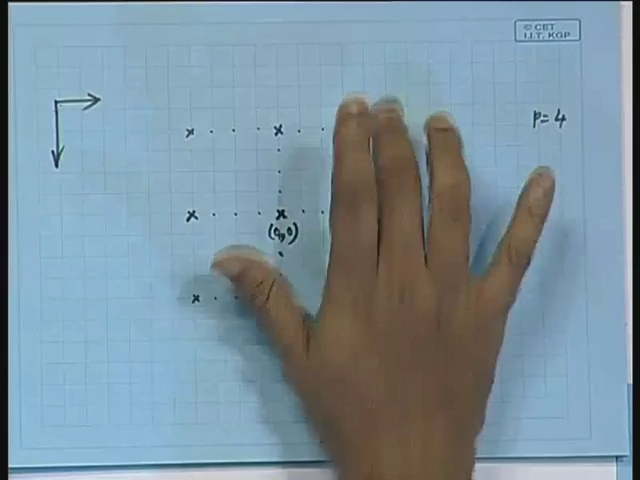 © CET
I.I.T. KGP
p=4
x . . . x . .
x . . . x . .
(0,0)
x . .